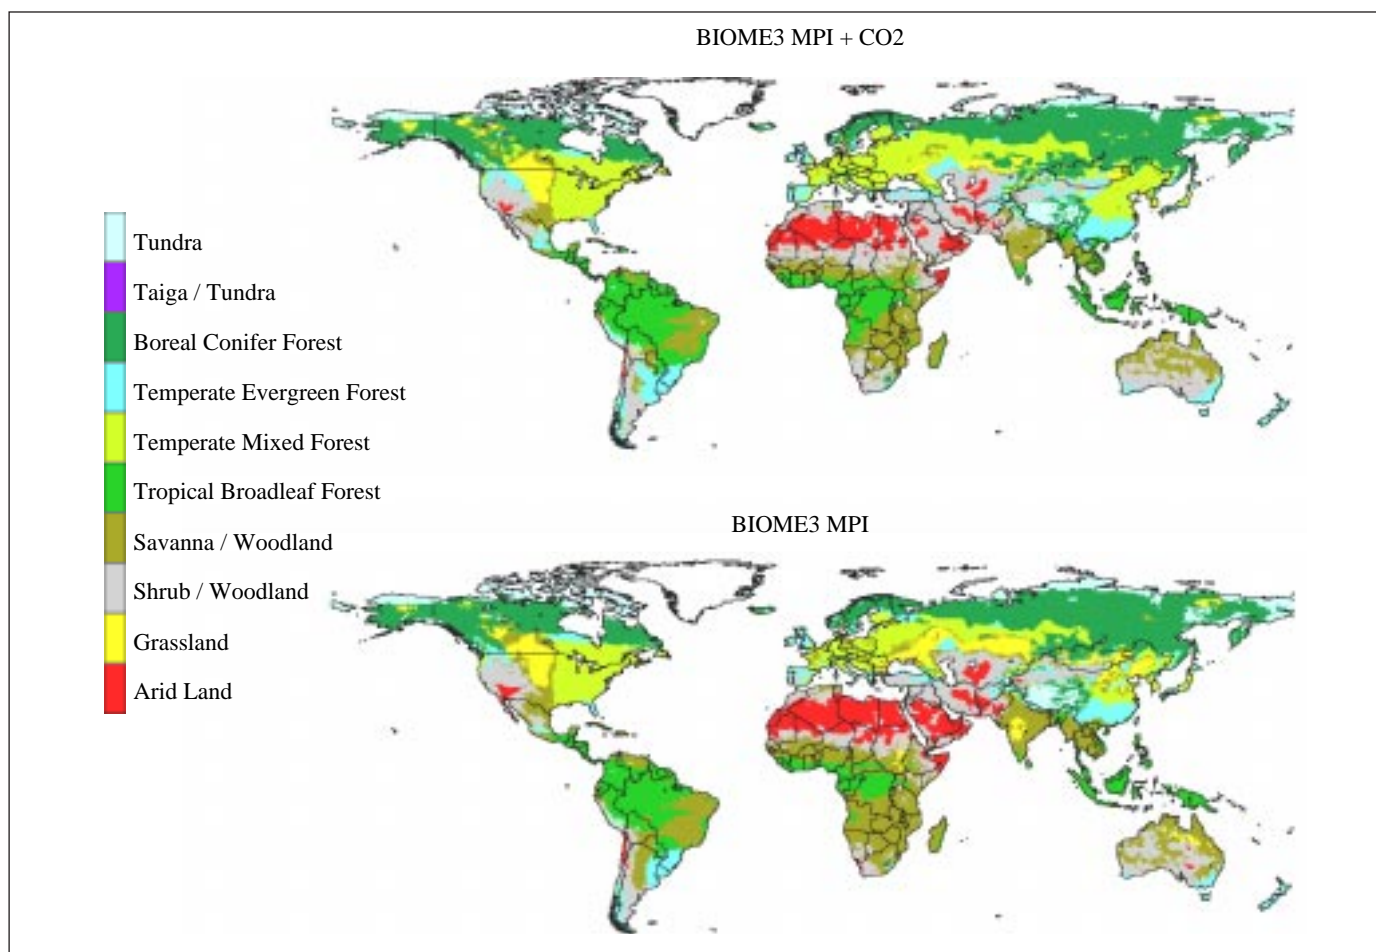 BIOME3 MPI + CO2
Tundra
Taiga / Tundra
Boreal Conifer Forest
Temperate Evergreen Forest
Temperate Mixed Forest
Tropical Broadleaf Forest
Savanna / Woodland
Shrub / Woodland
Grassland
Arid Land
BIOME3 MPI